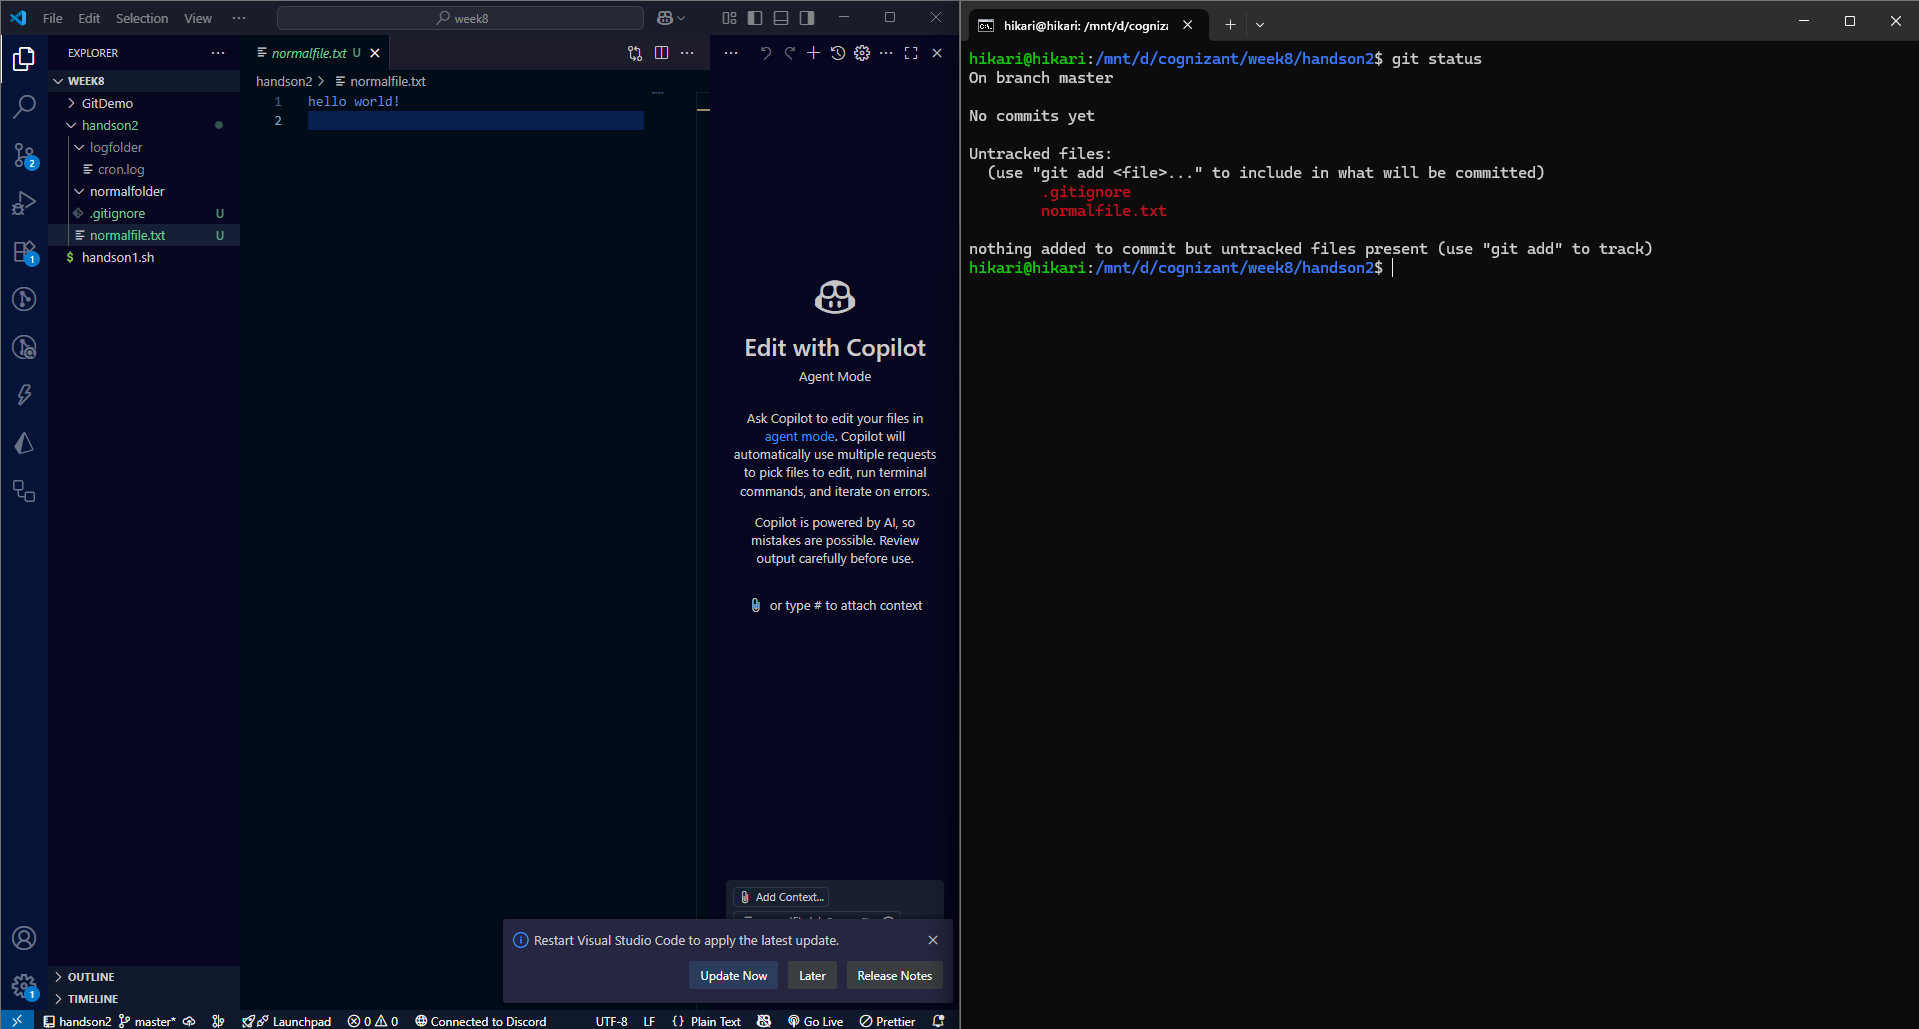 File Edit Selection View ··· week8
EXPLORER ···
WEEK8
GitDemo
handson2
logfolder
cron.log
normalfolder
.gitignore U
normalfile.txt U
handson1.sh
OUTLINE
TIMELINE
2
1
1
normalfile.txt U
handson2 > normalfile.txt
1 hello world!
2
Edit with Copilot
Agent Mode
Ask Copilot to edit your files in
agent mode. Copilot will
automatically use multiple requests
to pick files to edit, run terminal
commands, and iterate on errors.
Copilot is powered by AI, so
mistakes are possible. Review
output carefully before use.
or type # to attach context
Add Context...
Restart Visual Studio Code to apply the latest update.
Update Now Later Release Notes
handson2 master* Launchpad 0 0 Connected to Discord UTF-8 LF {} Plain Text Go Live Prettier
hikari@hikari: /mnt/d/cogniz
hikari@hikari:/mnt/d/cognizant/week8/handson2$ git status
On branch master
No commits yet
Untracked files:
(use "git add <file>..." to include in what will be committed)
.gitignore
normalfile.txt
nothing added to commit but untracked files present (use "git add" to track)
hikari@hikari:/mnt/d/cognizant/week8/handson2$